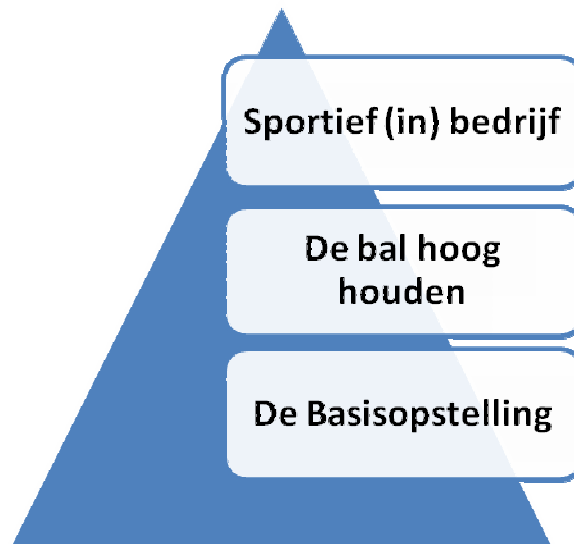 Sportief (in) bedrijf
De bal hoog
houden
De Basisopstelling